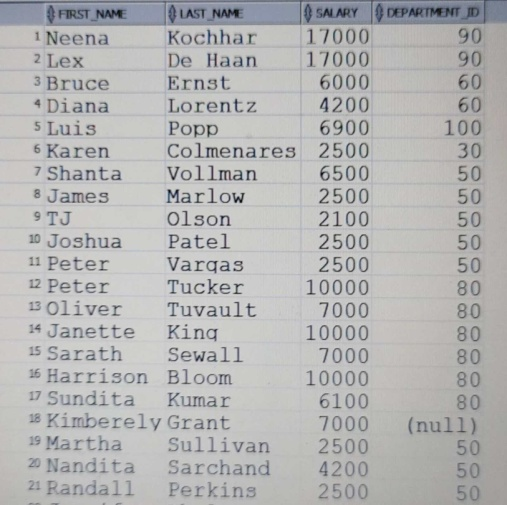 FIRST_NAME LAST_NAME SALARY DEPARTMENT_ID
1 Neena Kochhar 17000 90
2 Lex De Haan 17000 90
3 Bruce Ernst 6000 60
4 Diana Lorentz 4200 60
5 Luis Popp 6900 100
6 Karen Colmenares 2500 30
7 Shanta Vollman 6500 50
8 James Marlow 2500 50
9 TJ Olson 2100 50
10 Joshua Patel 2500 50
11 Peter Vargas 2500 50
12 Peter Tucker 10000 80
13 Oliver Tuvault 7000 80
14 Janette King 10000 80
15 Sarath Sewall 7000 80
16 Harrison Bloom 10000 80
17 Sundita Kumar 6100 80
18 Kimberely Grant 7000 (null)
19 Martha Sullivan 2500 50
20 Nandita Sarchand 4200 50
21 Randall Perkins 2500 50